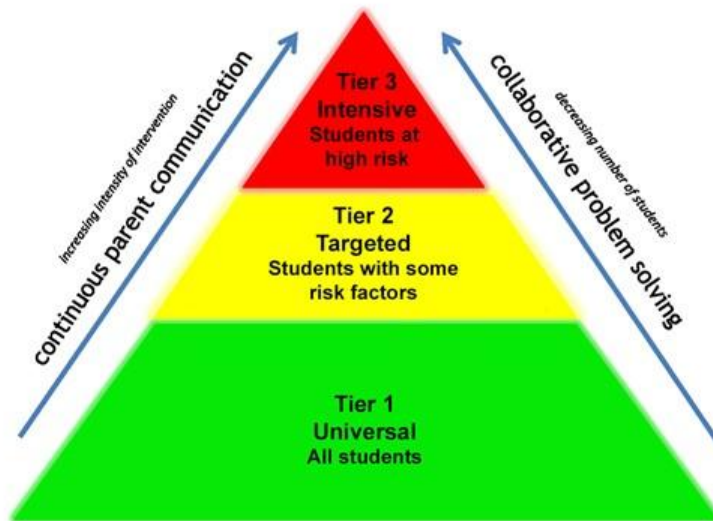 Tier 3
Intensive
Students at
high risk
increasing intensity of intervention
continuous parent communication
decreasing number of students
collaborative problem solving
Tier 2
Targeted
Students with some
risk factors
Tier 1
Universal
All students